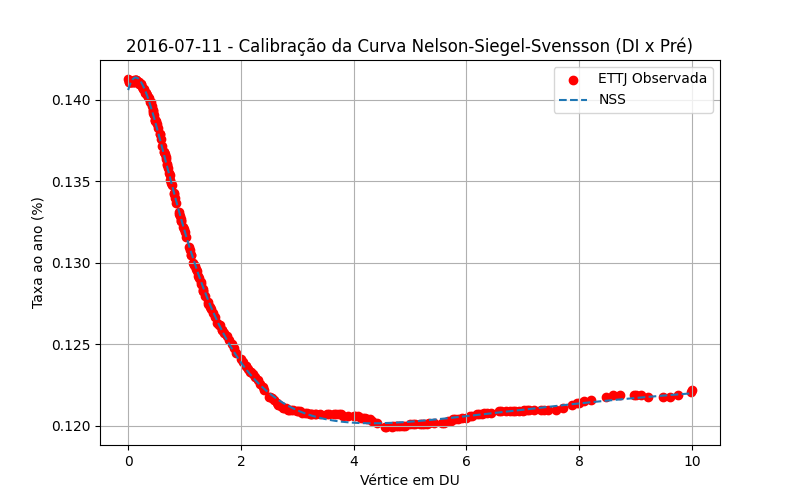 2016-07-11 - Calibração da Curva Nelson-Siegel-Svensson (DI x Pré)
ETTJ Observada
NSS
0.140
0.135
0.130
0.125
0.120
Taxa ao ano (%)
0
2
4
6
8
10
Vértice em DU